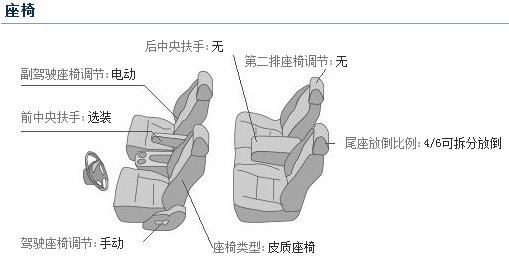 座椅
后中央扶手: 无
第二排座椅调节: 无
副驾驶座椅调节: 电动
前中央扶手: 选装
尾座放倒比例: 4/6可拆分放倒
驾驶座椅调节: 手动
座椅类型: 皮质座椅